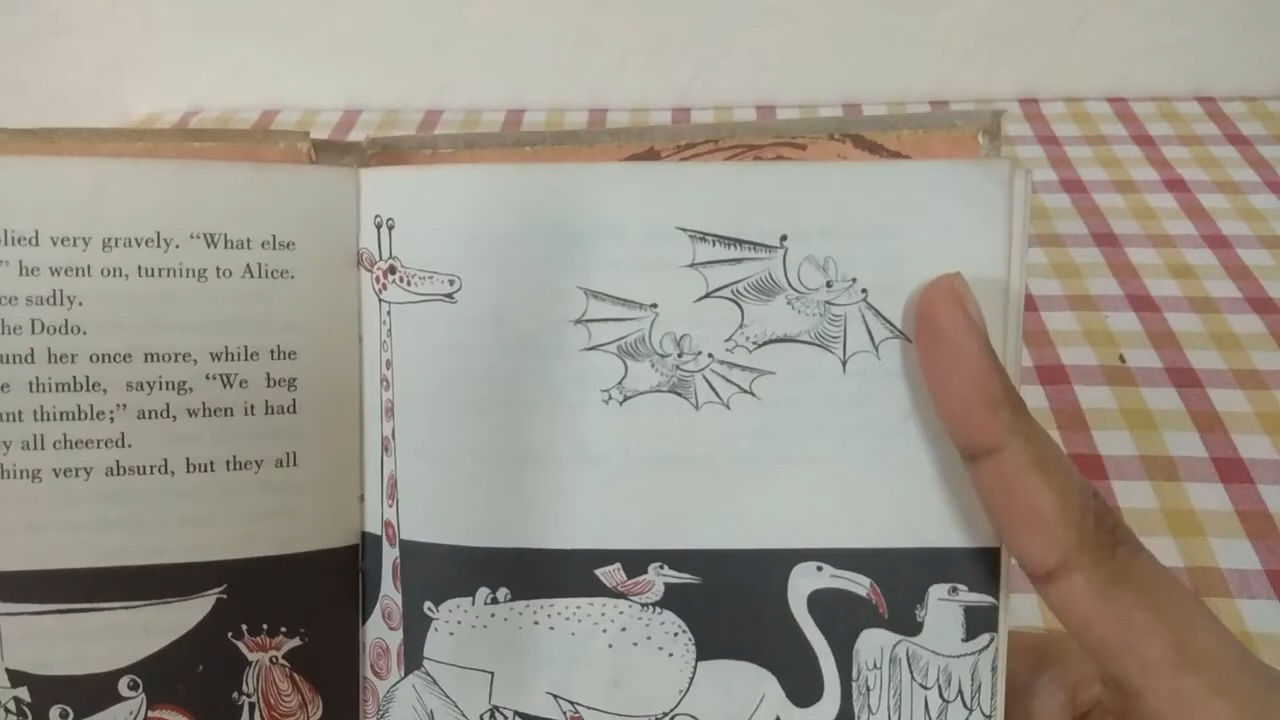 lied very gravely. “What else
” he went on, turning to Alice.
ce sadly.
he Dodo.
und her once more, while the
e thimble, saying, “We beg
ant thimble;” and, when it had
y all cheered.
hing very absurd, but they all